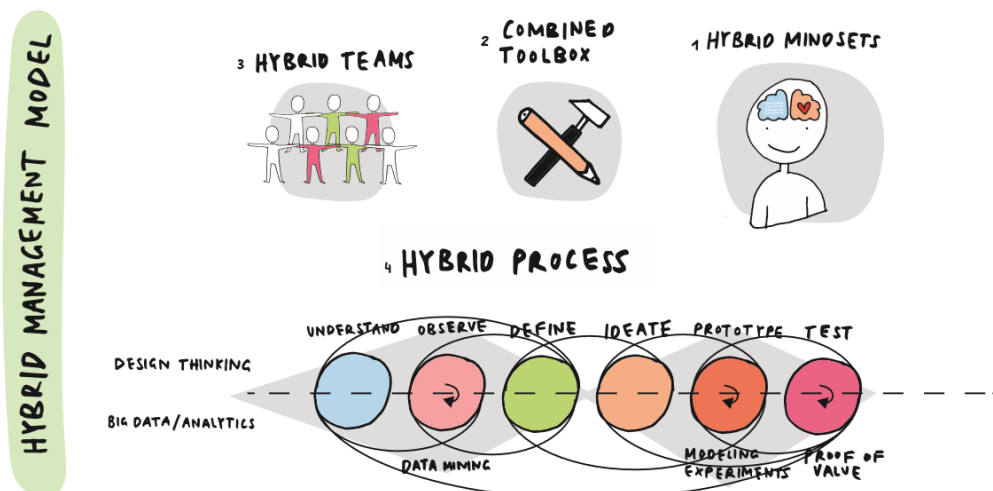 HYBRID MANAGEMENT MODEL
3 HYBRID TEAMS
2 COMBINED
TOOLBOX
1 HYBRID MINDSETS
4 HYBRID PROCESS
UNDERSTAND OBSERVE DEFINE IDEATE PROTOTYPE TEST
DESIGN THINKING
BIG DATA/ANALYTICS
DATA MINING
MODELING
EXPERIMENTS
PROOF OF
VALUE